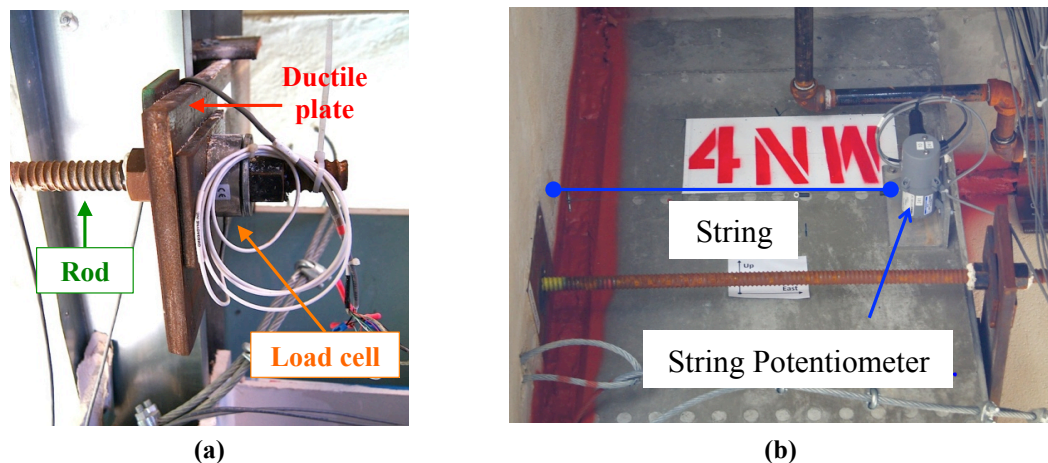 Ductile
plate
Rod
Load cell
(a)
4NW
String
Up
East
String Potentiometer
(b)